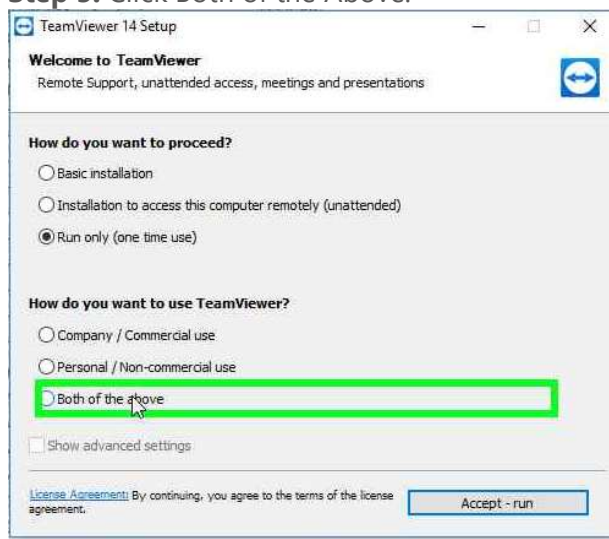 Step 3: Click Both of the Above.
TeamViewer 14 Setup
Welcome to TeamViewer
Remote Support, unattended access, meetings and presentations
How do you want to proceed?
Basic installation
Installation to access this computer remotely (unattended)
Run only (one time use)
How do you want to use TeamViewer?
Company / Commercial use
Personal / Non-commercial use
Both of the above
Show advanced settings
License Agreement: By continuing, you agree to the terms of the license
agreement.
Accept - run